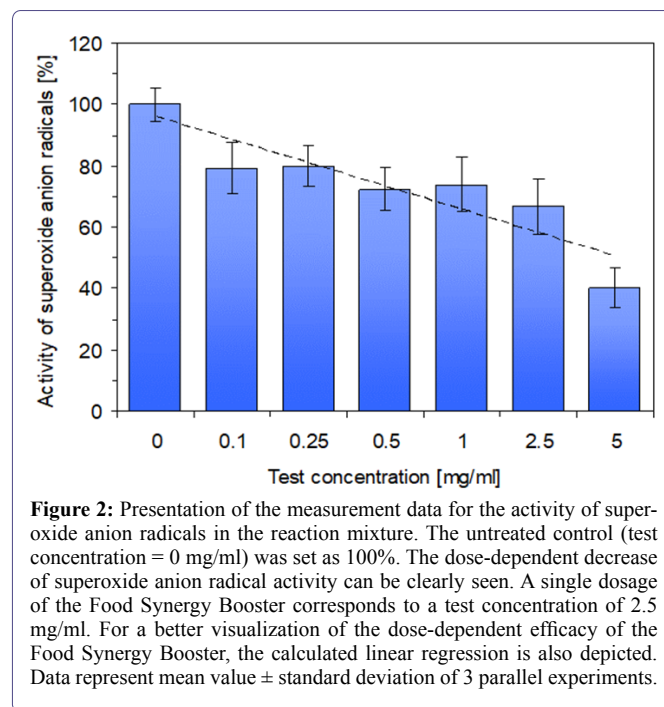 Activity of superoxide anion radicals [%]
120
100
80
60
40
20
0
0 0.1 0.25 0.5 1 2.5 5
Test concentration [mg/ml]
Figure 2: Presentation of the measurement data for the activity of super-
oxide anion radicals in the reaction mixture. The untreated control (test
concentration = 0 mg/ml) was set as 100%. The dose-dependent decrease
of superoxide anion radical activity can be clearly seen. A single dosage
of the Food Synergy Booster corresponds to a test concentration of 2.5
mg/ml. For a better visualization of the dose-dependent efficacy of the
Food Synergy Booster, the calculated linear regression is also depicted.
Data represent mean value ± standard deviation of 3 parallel experiments.